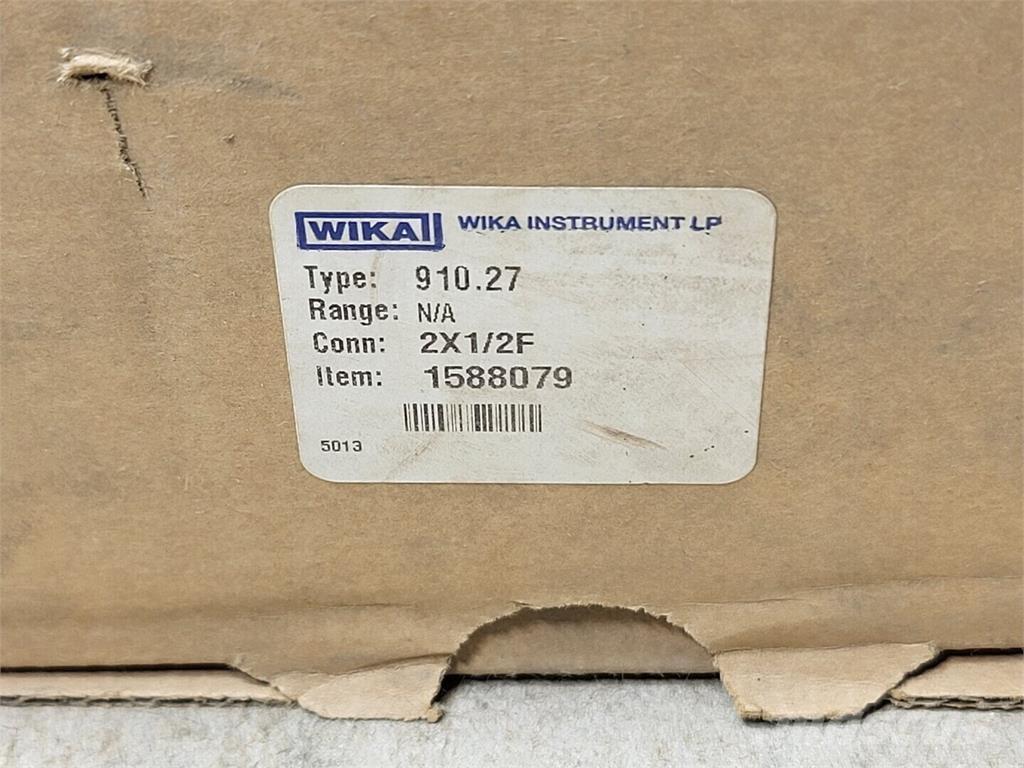 WIKA WIKA INSTRUMENT LP
Type: 910.27
Range: N/A
Conn: 2X1/2F
Item: 1588079
5013